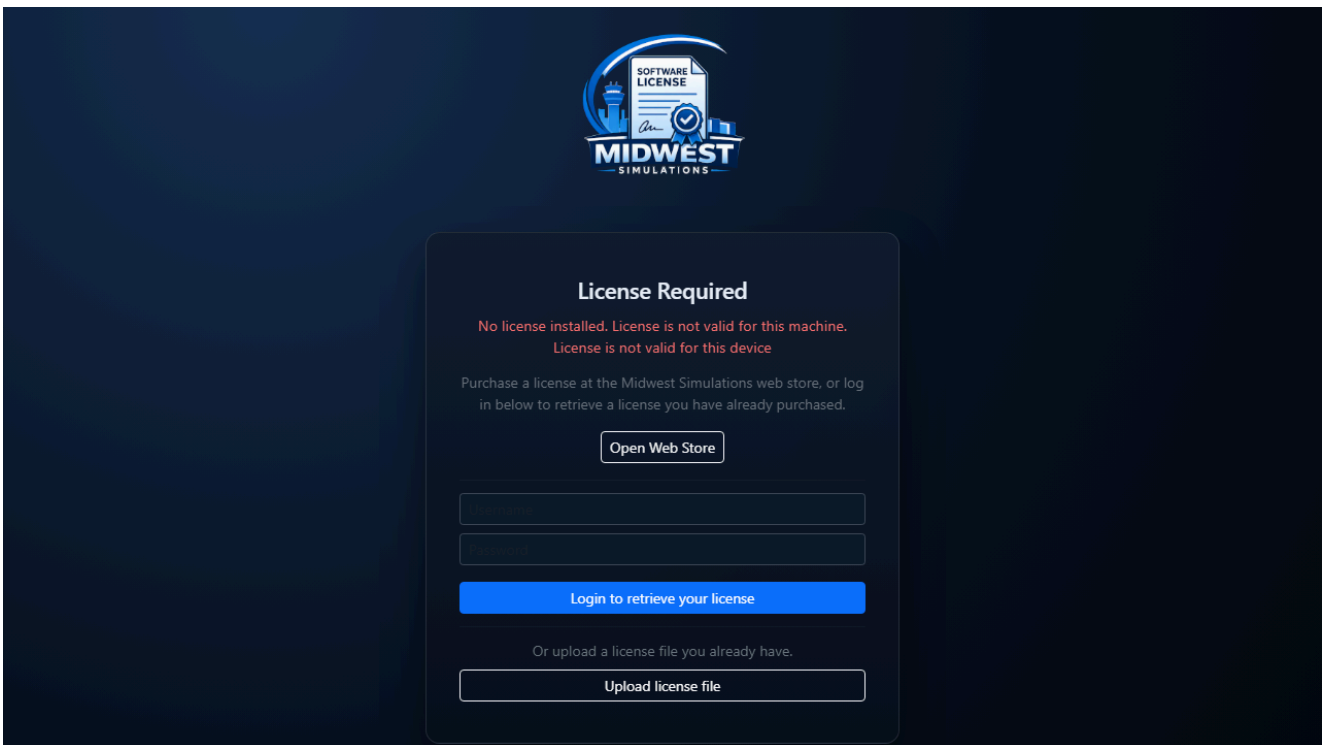 SOFTWARE
LICENSE
MIDWEST
SIMULATIONS
License Required
No license installed. License is not valid for this machine.
License is not valid for this device
Purchase a license at the Midwest Simulations web store, or log
in below to retrieve a license you have already purchased.
Open Web Store
Username
Password
Login to retrieve your license
Or upload a license file you already have.
Upload license file